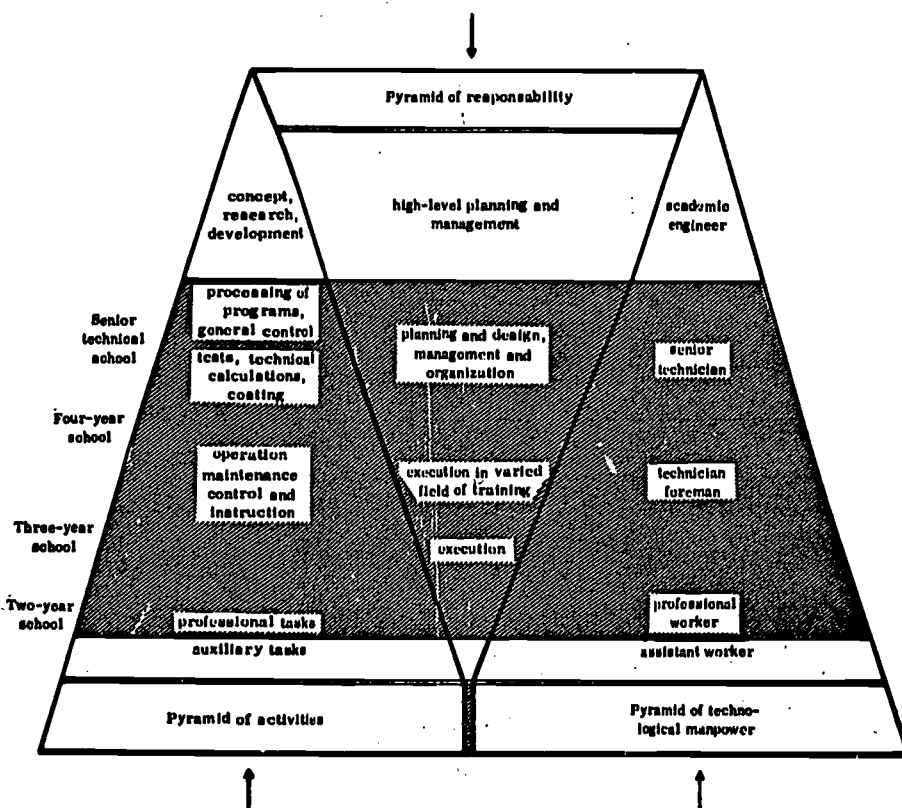 Pyramid of responsability
concept,
research,
development
high-level planning and
management
academic
engineer
Senior
technical
school
processing of
programs,
general control
tests, technical
calculations,
coating
planning and design,
management and
organization
senior
technician
Four-year
school
operation
maintenance
control and
instruction
execution in varied
field of training
technician
foreman
Three-year
school
execution
Two-year
school
professional tasks
professional
worker
auxiliary tasks
assistant worker
Pyramid of activities
Pyramid of techno-
logical manpower